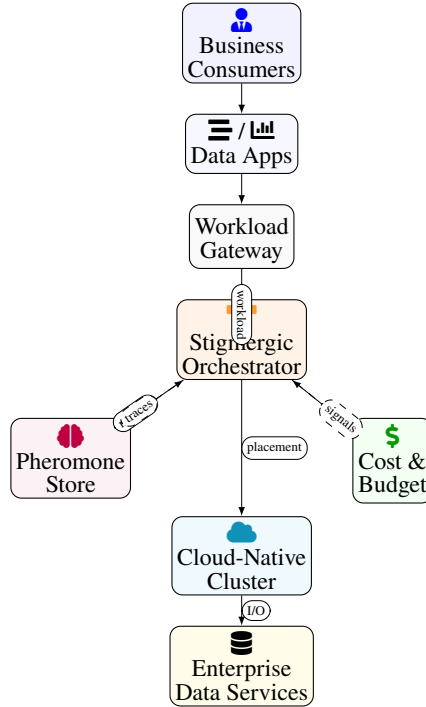 Business
Consumers
/
Data Apps
Workload
Gateway
workload
Stigmergic
Orchestrator
traces
signals
Pheromone
Store
$
Cost &
Budget
placement
Cloud-Native
Cluster
I/O
Enterprise
Data Services